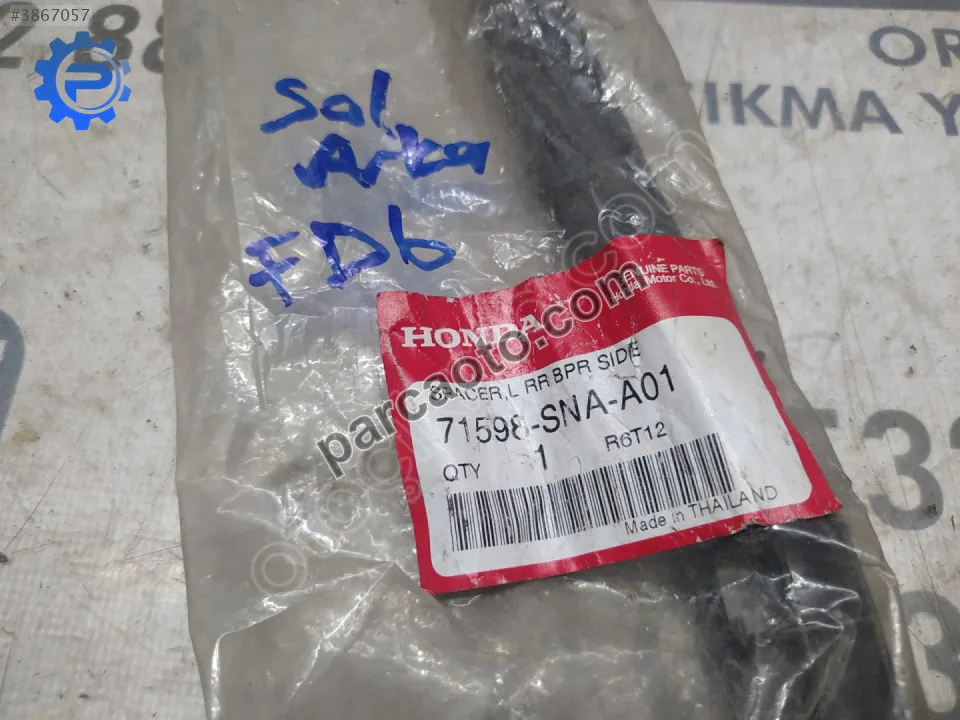 #3867057
Sol
Arka
FD6
GENUINE PARTS
Honda Motor Co., Ltd.
HONDA
SPACER,L RR BPR SIDE
71598-SNA-A01
QTY 1 R6T12
Made in THAILAND
parcaoto.com
OR
IKMA Y